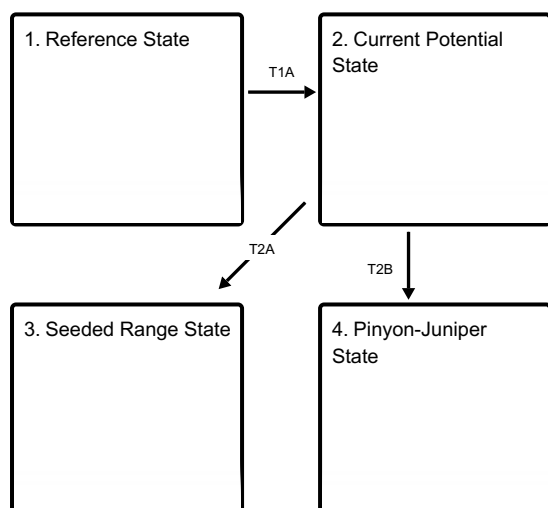 1. Reference State
2. Current Potential
State
T1A
T2A
T2B
3. Seeded Range State
4. Pinyon-Juniper
State